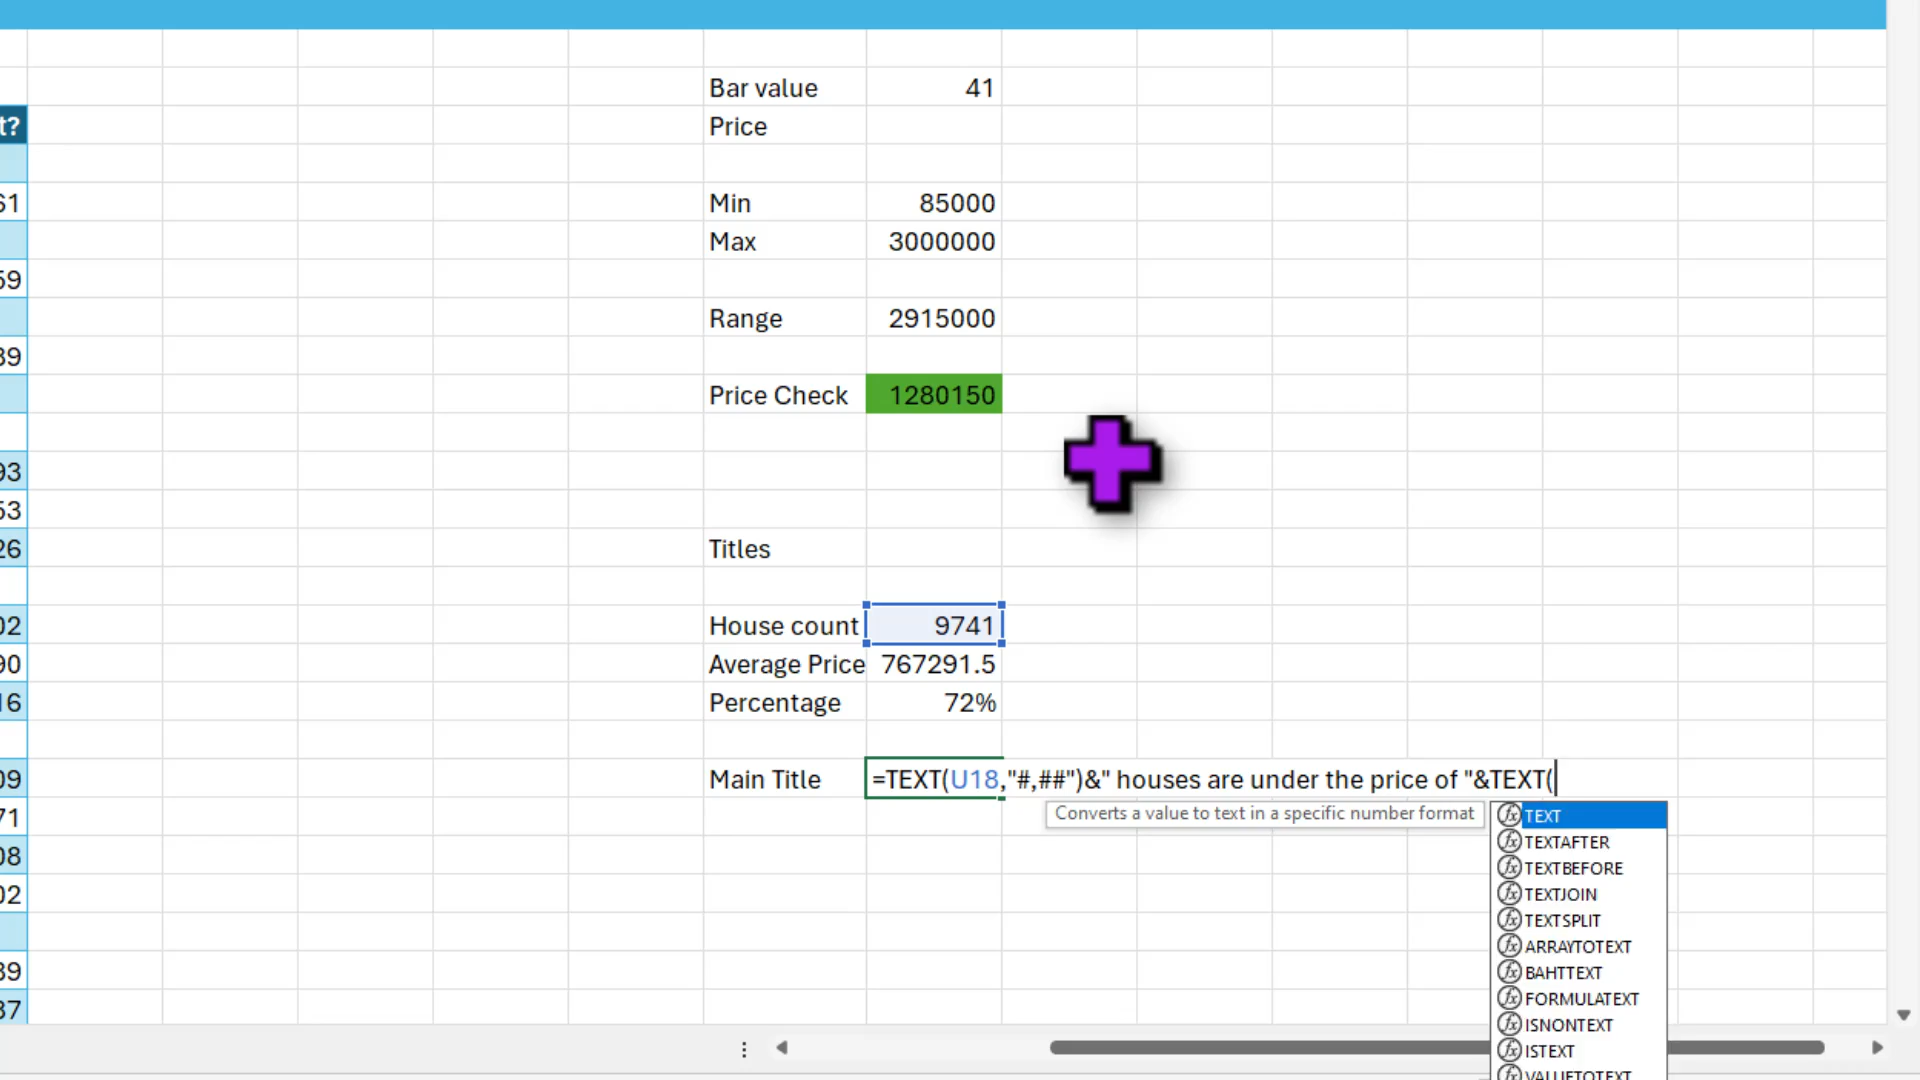 Bar value 41
t? Price
61 Min 85000
Max 3000000
59
Range 2915000
39
Price Check 1280150
93
53
26 Titles
02 House count 9741
90 Average Price 767291.5
16 Percentage 72%
09 Main Title =TEXT(U18,"#,##")&" houses are under the price of "&TEXT(
71 Converts a value to text in a specific number format TEXT
TEXTAFTER
08 TEXTBEFORE
02 TEXTJOIN
TEXTSPLIT
ARRAYTOTEXT
39 BAHTTEXT
37 FORMULATEXT
ISNONTEXT
ISTEXT
VALUETOTEXT